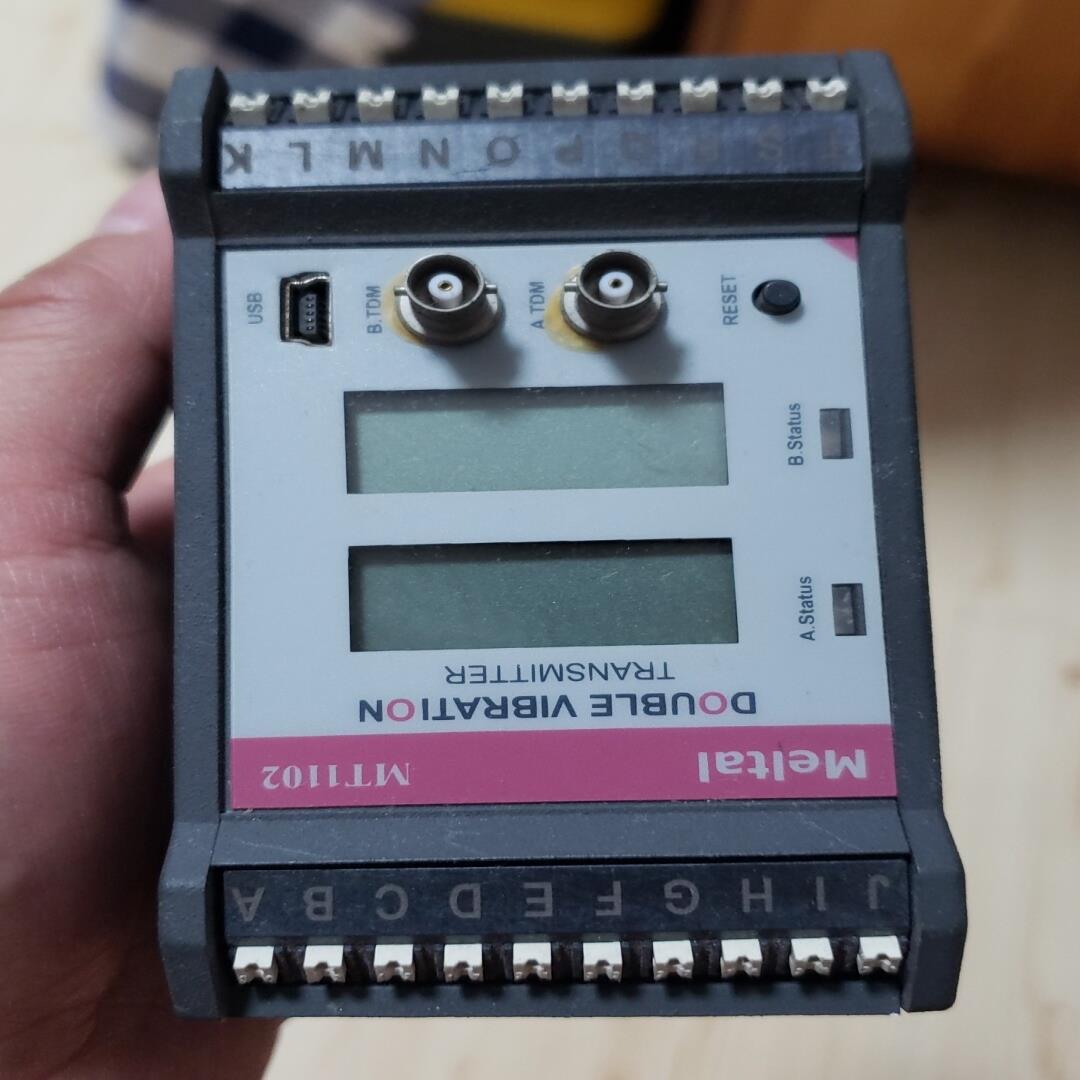 J I H G F E D C B A
Meltal MT1102
DOUBLE VIBRATION
TRANSMITTER
A.Status
B.Status
RESET
A.TDM
B.TDM
USB
T S R Q P O N M L K